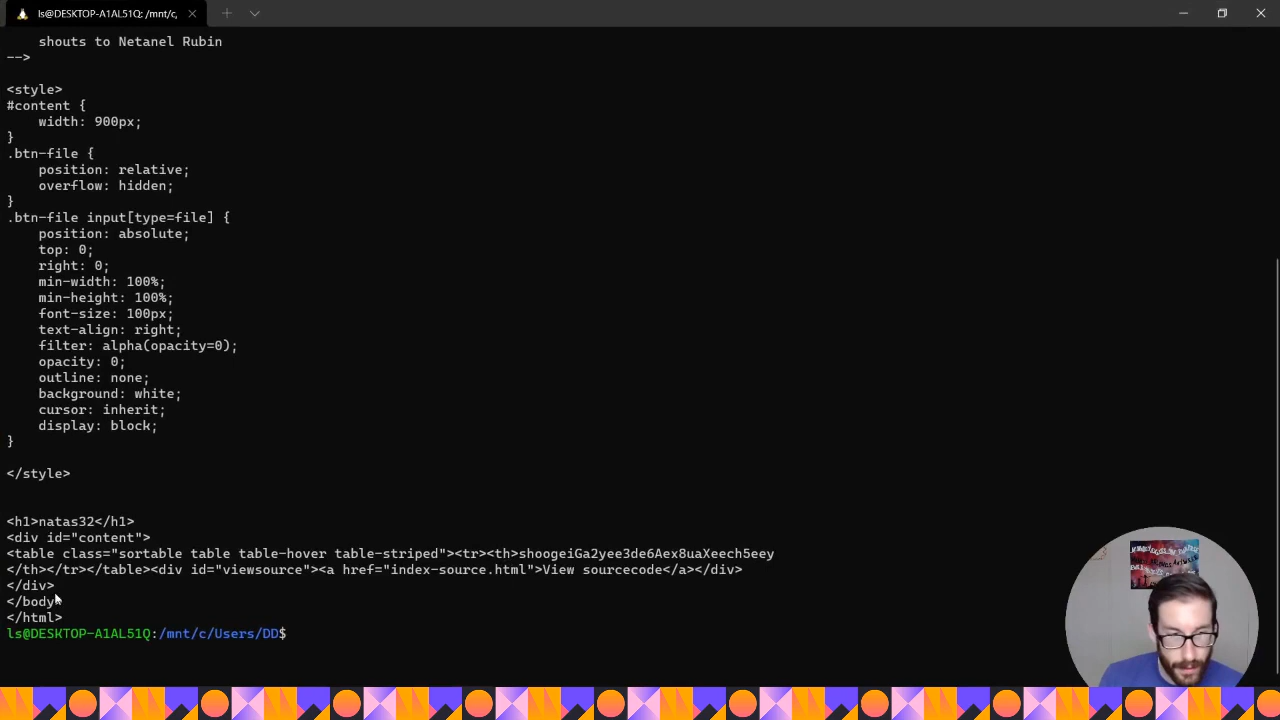 ls@DESKTOP-A1AL51Q: /mnt/c,
shouts to Netanel Rubin
-->
<style>
#content {
width: 900px;
}
.btn-file {
position: relative;
overflow: hidden;
}
.btn-file input[type=file] {
position: absolute;
top: 0;
right: 0;
min-width: 100%;
min-height: 100%;
font-size: 100px;
text-align: right;
filter: alpha(opacity=0);
opacity: 0;
outline: none;
background: white;
cursor: inherit;
display: block;
}
</style>
<h1>natas32</h1>
<div id="content">
<table class="sortable table table-hover table-striped"><tr><th>shoogeiGa2yee3de6Aex8uaXeech5eey
</th></tr></table><div id="viewsource"><a href="index-source.html">View sourcecode</a></div>
</div>
</body>
</html>
ls@DESKTOP-A1AL51Q:/mnt/c/Users/DD$